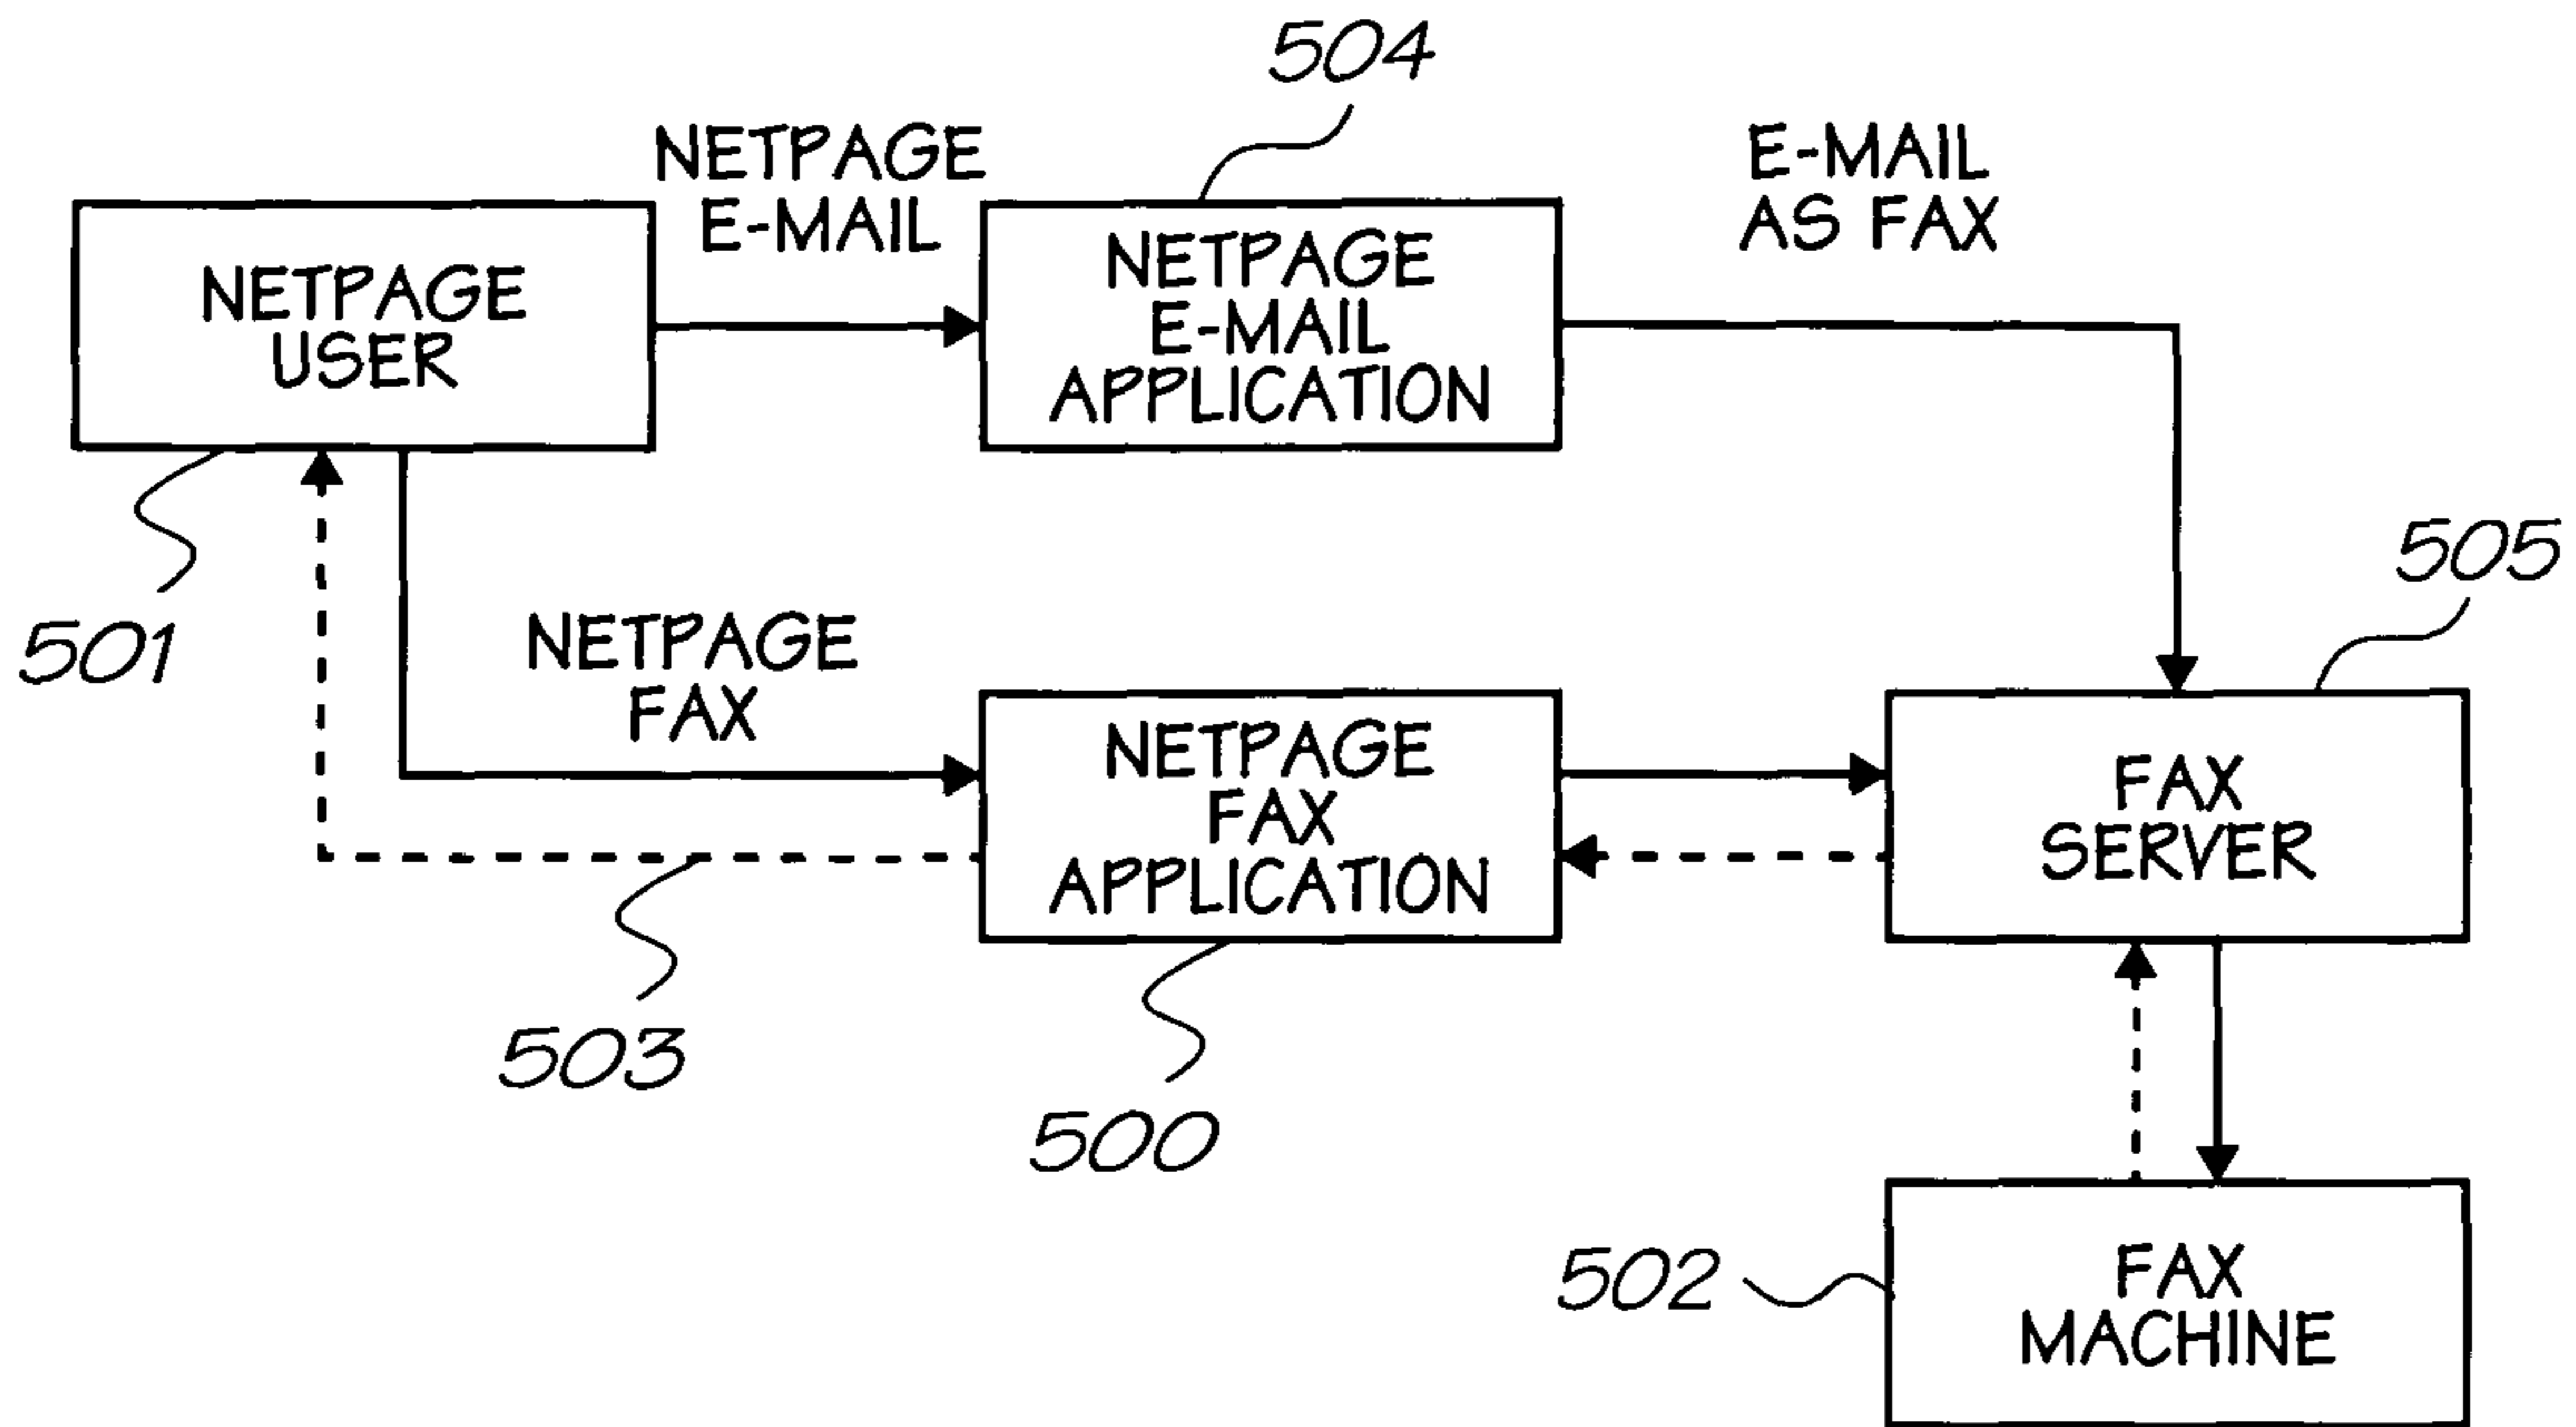 504
NETPAGE
E-MAIL
E-MAIL
AS FAX
NETPAGE
USER
NETPAGE
E-MAIL
APPLICATION
505
501
NETPAGE
FAX
NETPAGE
FAX
APPLICATION
FAX
SERVER
503
500
502
FAX
MACHINE